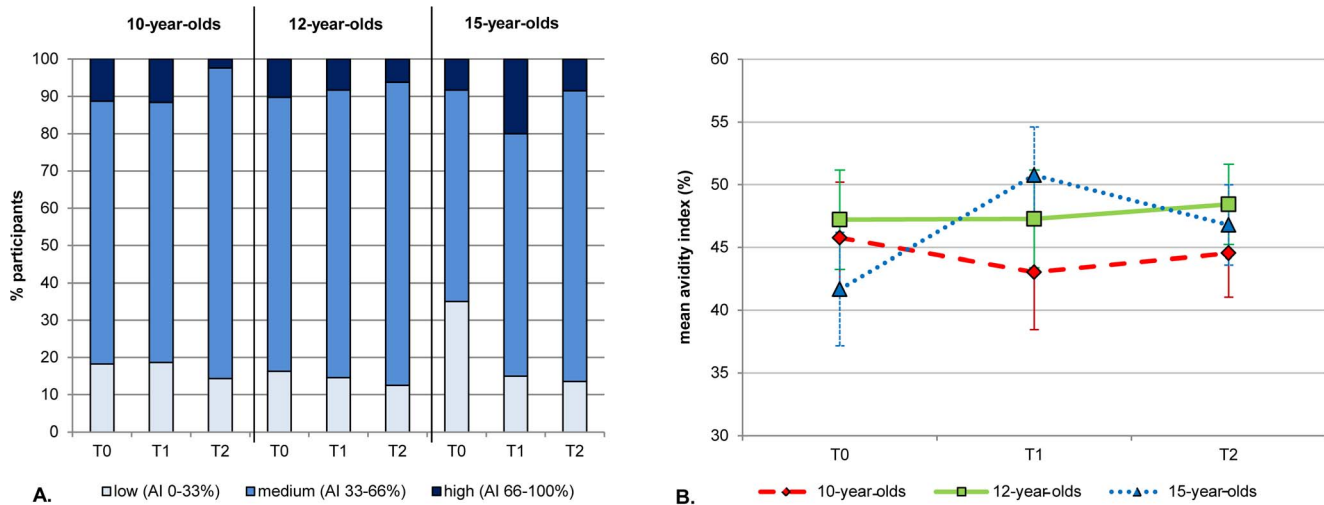 10-year-olds 12-year-olds 15-year-olds
100
90
80
70
60
50
40
30
20
10
0
% participants
T0 T1 T2 T0 T1 T2 T0 T1 T2
A.
low (AI 0-33%) medium (AI 33-66%) high (AI 66-100%)
60
55
50
45
40
35
30
mean avidity index (%)
T0 T1 T2
B.
10-year-olds 12-year-olds 15-year-olds